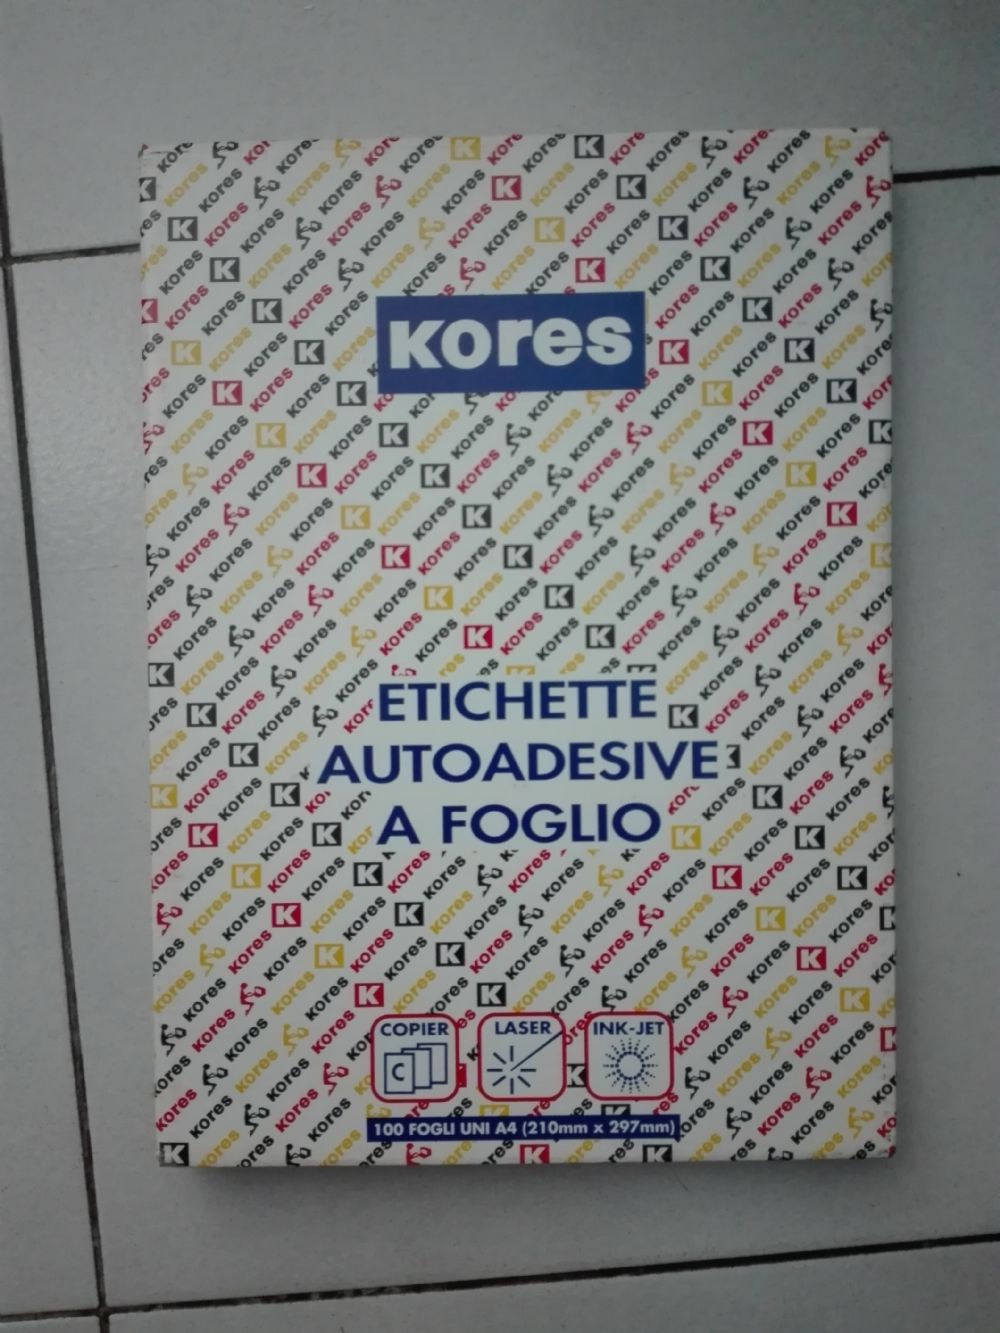 Kores
ETICHETTE
AUTOADESIVE
A FOGLIO
COPIER
C
LASER
INK-JET
100 FOGLI UNI A4 (210mm x 297mm)